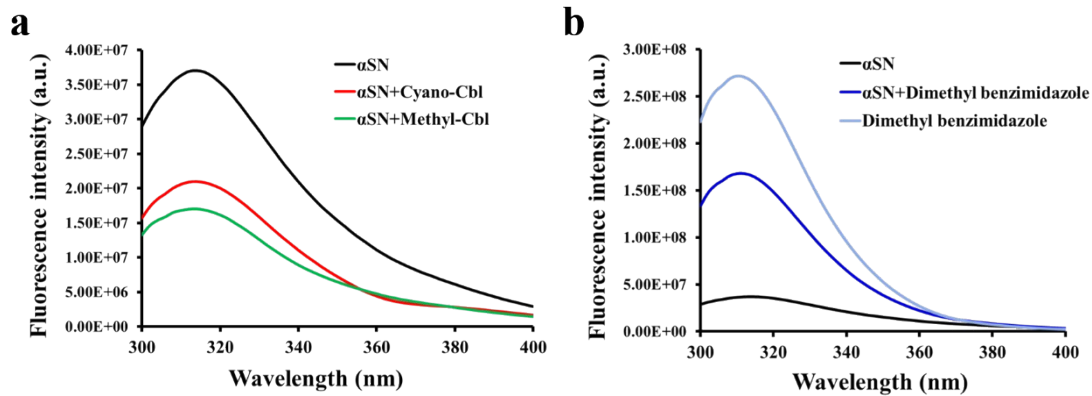 a
4.00E+07
3.50E+07
3.00E+07
2.50E+07
2.00E+07
1.50E+07
1.00E+07
5.00E+06
0.00E+00
300
320
340
360
380
400
Fluorescence intensity (a.u.)
Wavelength (nm)
αSN
αSN+Cyano-Cbl
αSN+Methyl-Cbl
b
3.00E+08
2.50E+08
2.00E+08
1.50E+08
1.00E+08
5.00E+07
0.00E+00
300
320
340
360
380
400
Fluorescence intensity (a.u.)
Wavelength (nm)
αSN
αSN+Dimethyl benzimidazole
Dimethyl benzimidazole